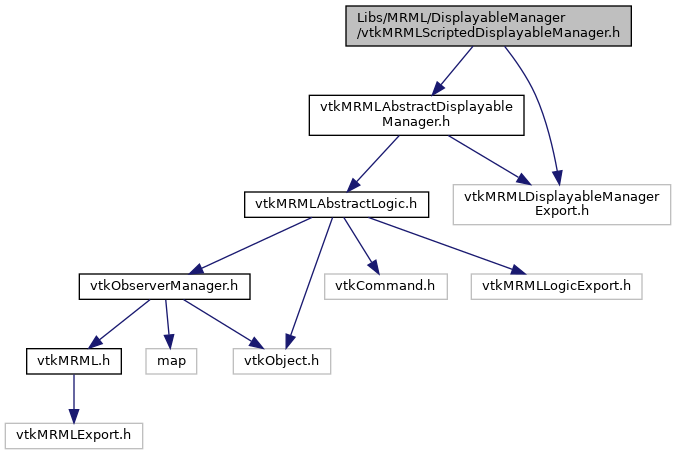 Libs/MRML/DisplayableManager
/vtkMRMLScriptedDisplayableManager.h
vtkMRMLAbstractDisplayable
Manager.h
vtkMRMLDisplayableManager
Export.h
vtkMRMLAbstractLogic.h
vtkObserverManager.h
vtkCommand.h
vtkMRMLLogicExport.h
vtkMRML.h
map
vtkObject.h
vtkMRMLExport.h